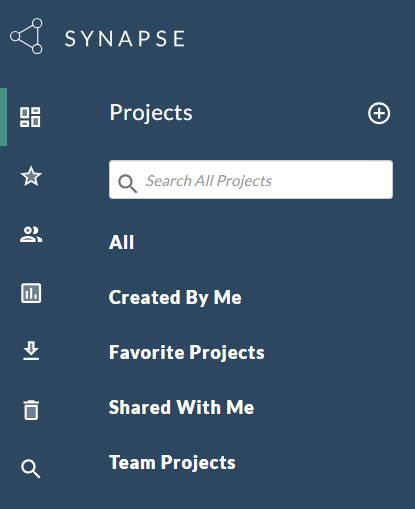 SYNAPSE
Projects
Search All Projects
All
Created By Me
Favorite Projects
Shared With Me
Team Projects